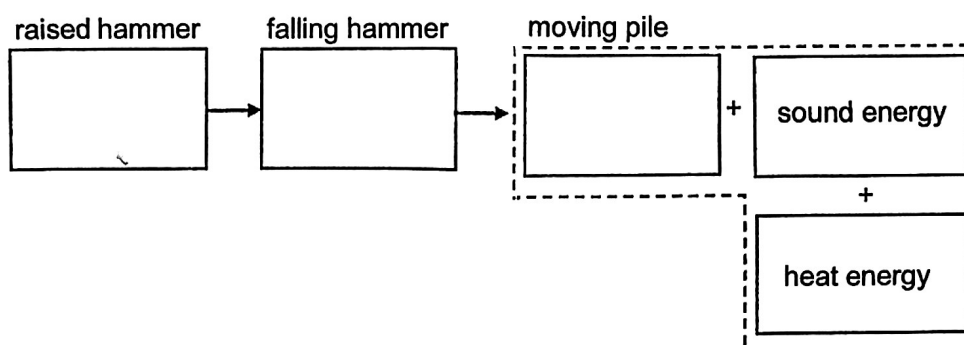 raised hammer
falling hammer
moving pile
+
sound energy
+
heat energy